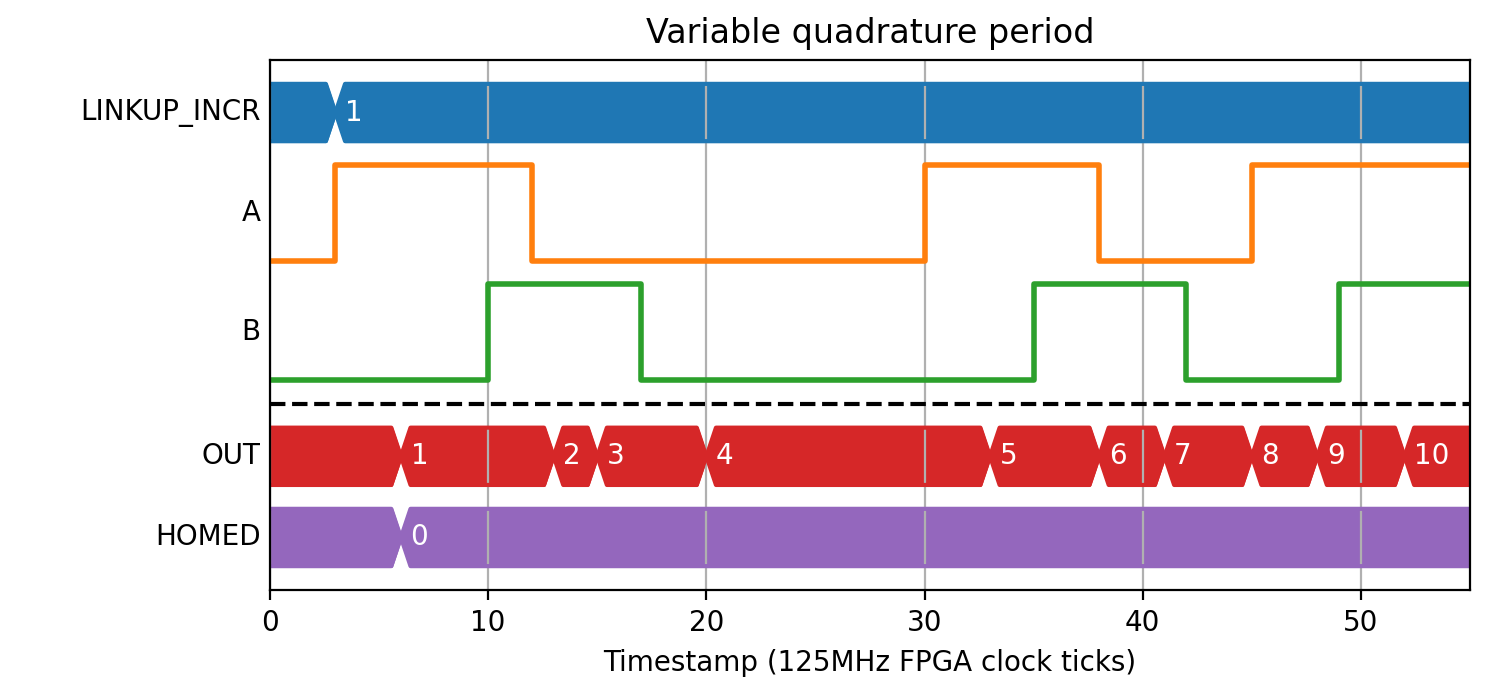 Variable quadrature period
LINKUP_INCR
1
A
B
OUT
1 2 3 4 5 6 7 8 9 10
HOMED
0
0 10 20 30 40 50
Timestamp (125MHz FPGA clock ticks)